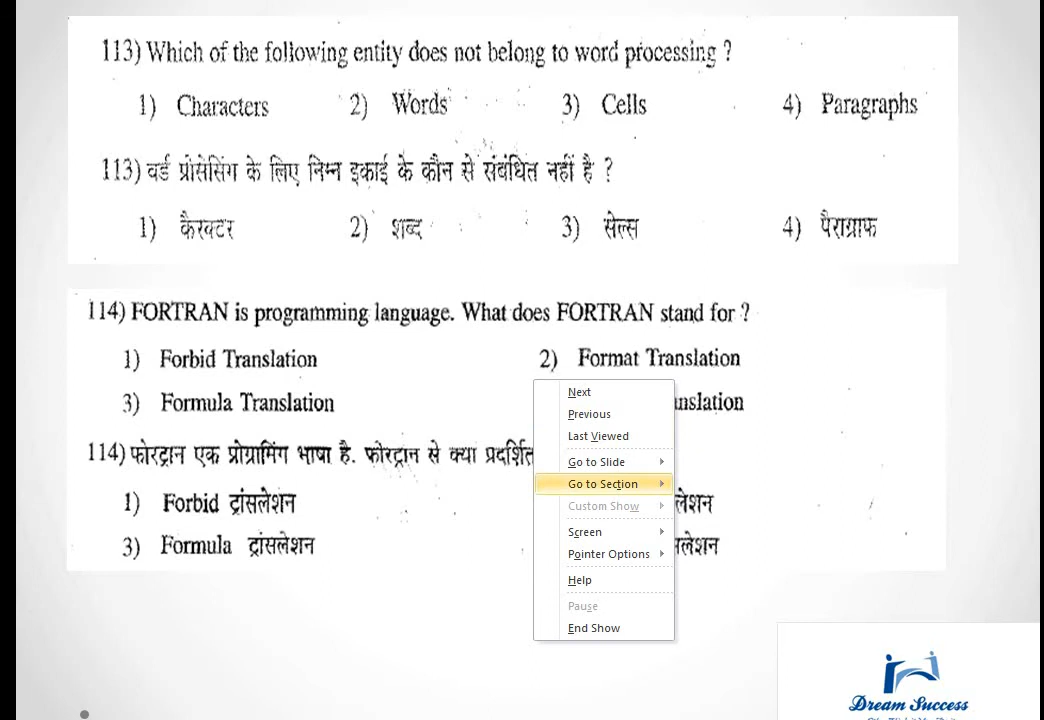 113) Which of the following entity does not belong to word processing ?
1) Characters 2) Words 3) Cells 4) Paragraphs
113) वर्ड प्रोसेसिंग के लिए निम्न इकाई के कौन से संबंधित नहीं है ?
1) कैरक्टर 2) शब्द 3) सेल्स 4) पैराग्राफ
114) FORTRAN is programming language. What does FORTRAN stand for ?
1) Forbid Translation 2) Format Translation
3) Formula Translation
114) फोरट्रान एक प्रोग्रामिंग भाषा है. फोरट्रान से क्या प्रदर्शित
1) Forbid ट्रांसलेशन
3) Formula ट्रांसलेशन
Next
Previous
Last Viewed
Go to Slide
Go to Section
Custom Show
Screen
Pointer Options
Help
Pause
End Show
Dream Success